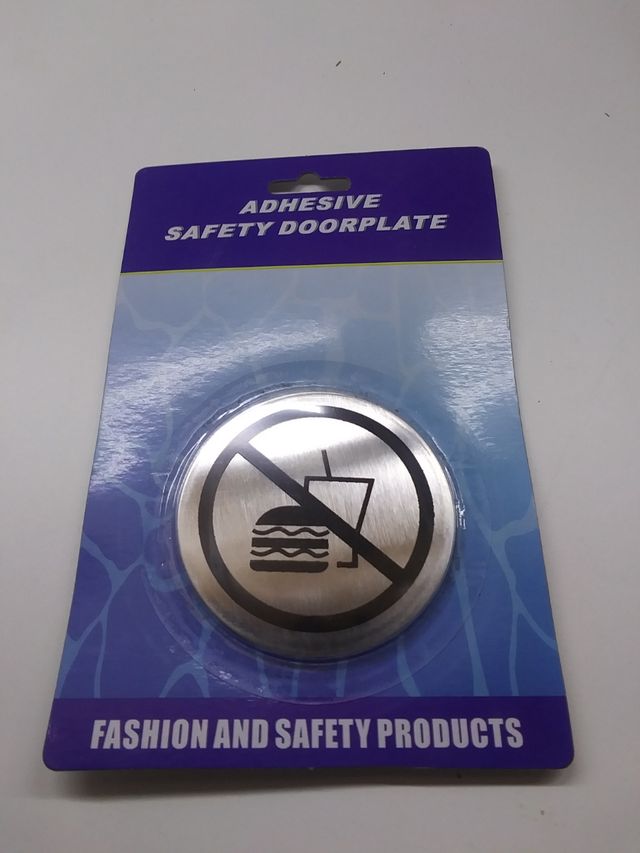 ADHESIVE
SAFETY DOORPLATE
FASHION AND SAFETY PRODUCTS